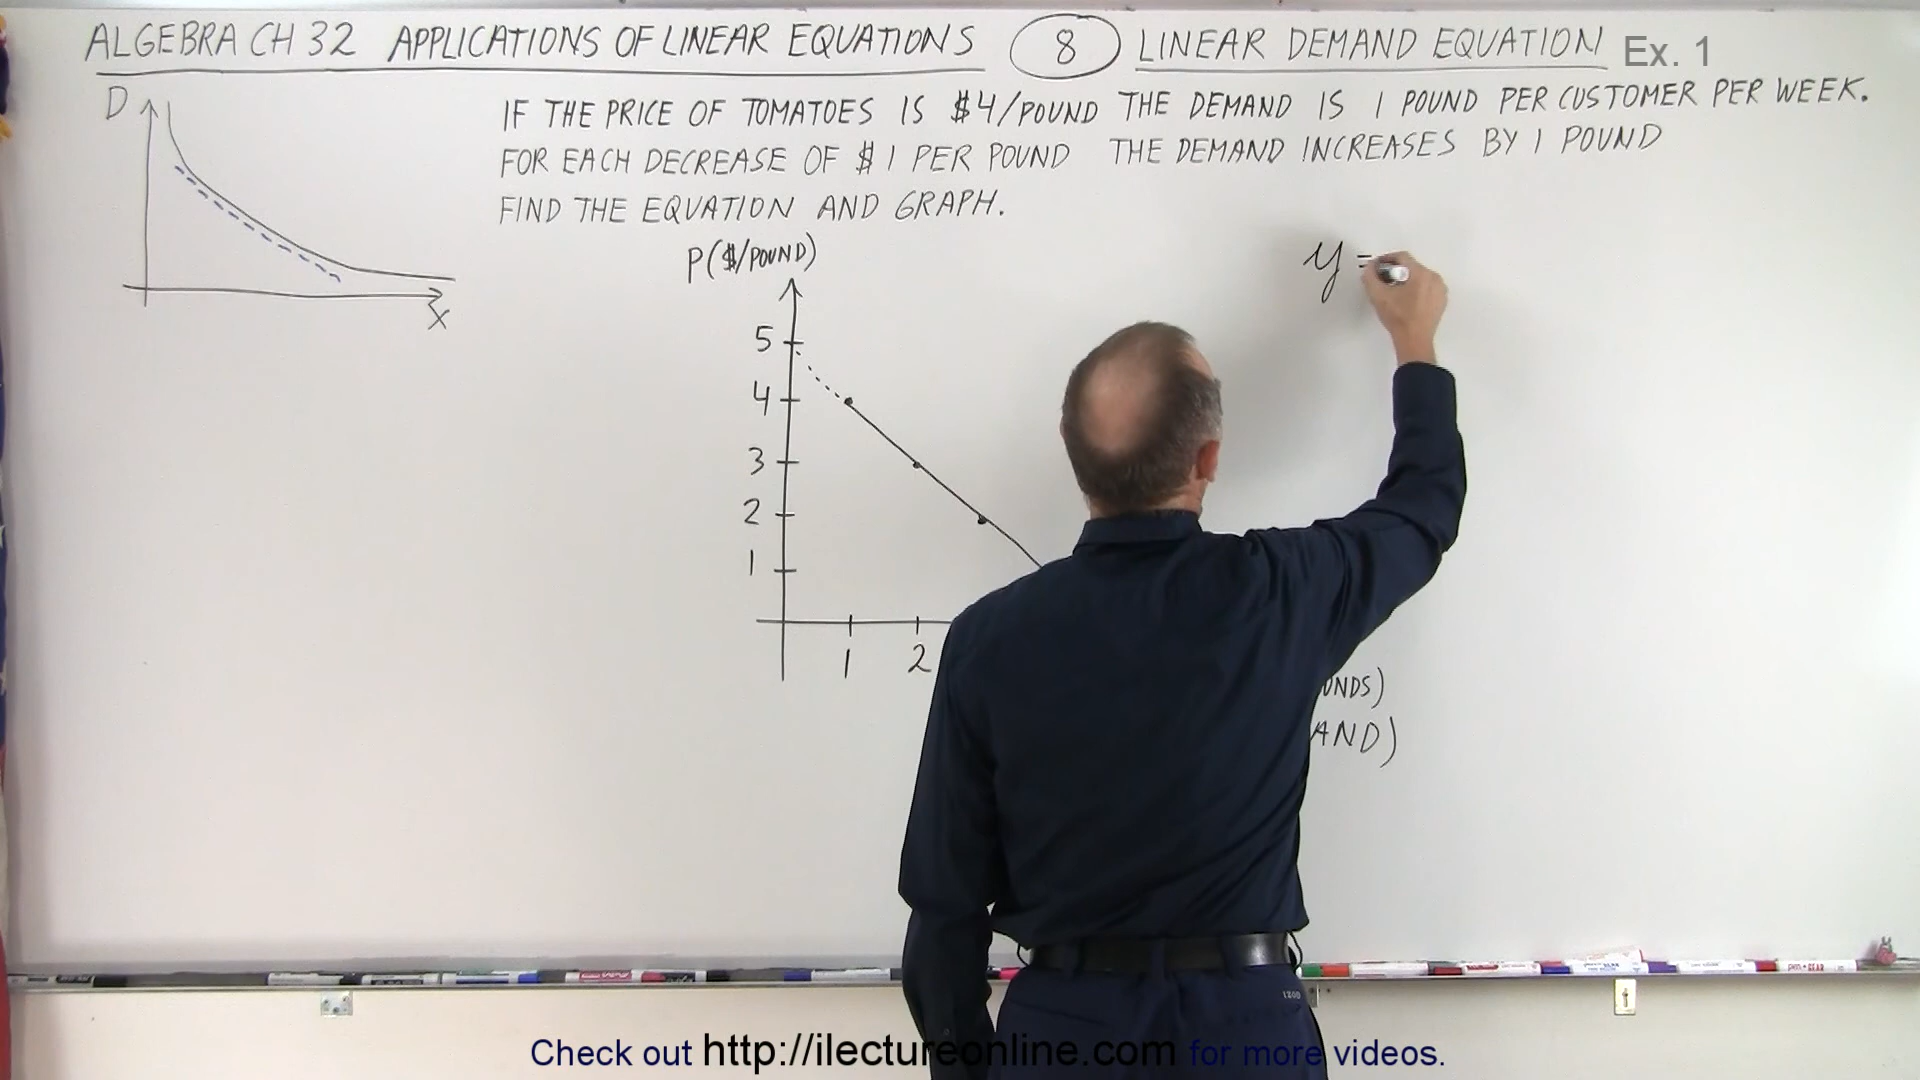 ALGEBRA CH 32 APPLICATIONS OF LINEAR EQUATIONS 8 LINEAR DEMAND EQUATION Ex. 1
D
X
IF THE PRICE OF TOMATOES IS $4/POUND THE DEMAND IS 1 POUND PER CUSTOMER PER WEEK.
FOR EACH DECREASE OF $1 PER POUND THE DEMAND INCREASES BY 1 POUND
FIND THE EQUATION AND GRAPH.
P($/POUND)
y =
5
4
3
2
1
1 2
UNDS)
AND)
Check out http://ilectureonline.com for more videos.